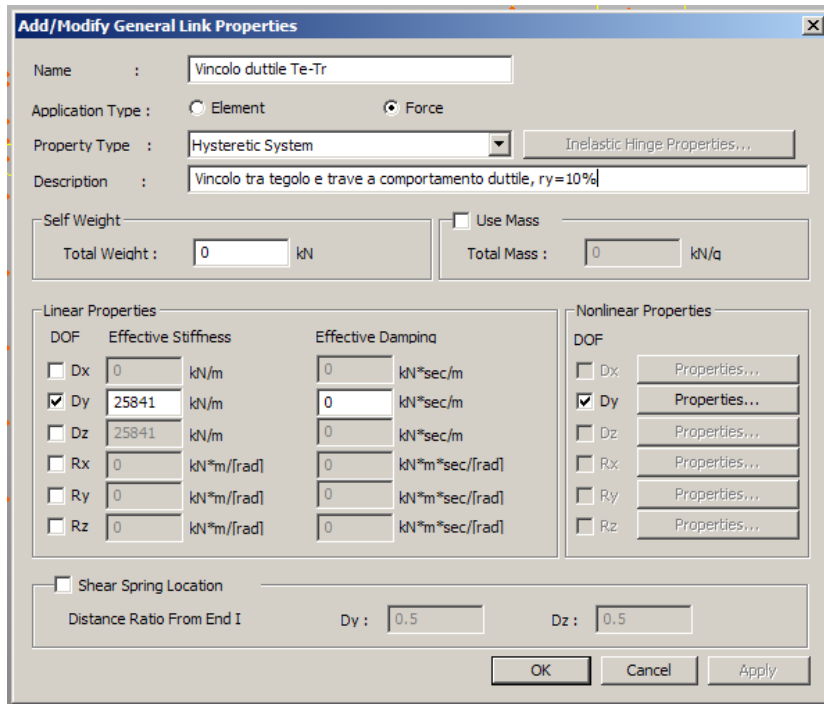 Add/Modify General Link Properties
Name : Vincolo duttile Te-Tr
Application Type : Element Force
Property Type : Hysteretic System Inelastic Hinge Properties...
Description : Vincolo tra tegolo e trave a comportamento duttile, ry=10%
Self Weight Use Mass
Total Weight : 0 kN Total Mass : 0 kN/g
Linear Properties Nonlinear Properties
DOF Effective Stiffness Effective Damping DOF
Dx 0 kN/m 0 kN*sec/m Dx Properties...
Dy 25841 kN/m 0 kN*sec/m Dy Properties...
Dz 25841 kN/m 0 kN*sec/m Dz Properties...
Rx 0 kN*m/[rad] 0 kN*m*sec/[rad] Rx Properties...
Ry 0 kN*m/[rad] 0 kN*m*sec/[rad] Ry Properties...
Rz 0 kN*m/[rad] 0 kN*m*sec/[rad] Rz Properties...
Shear Spring Location
Distance Ratio From End I Dy : 0.5 Dz : 0.5
OK Cancel Apply